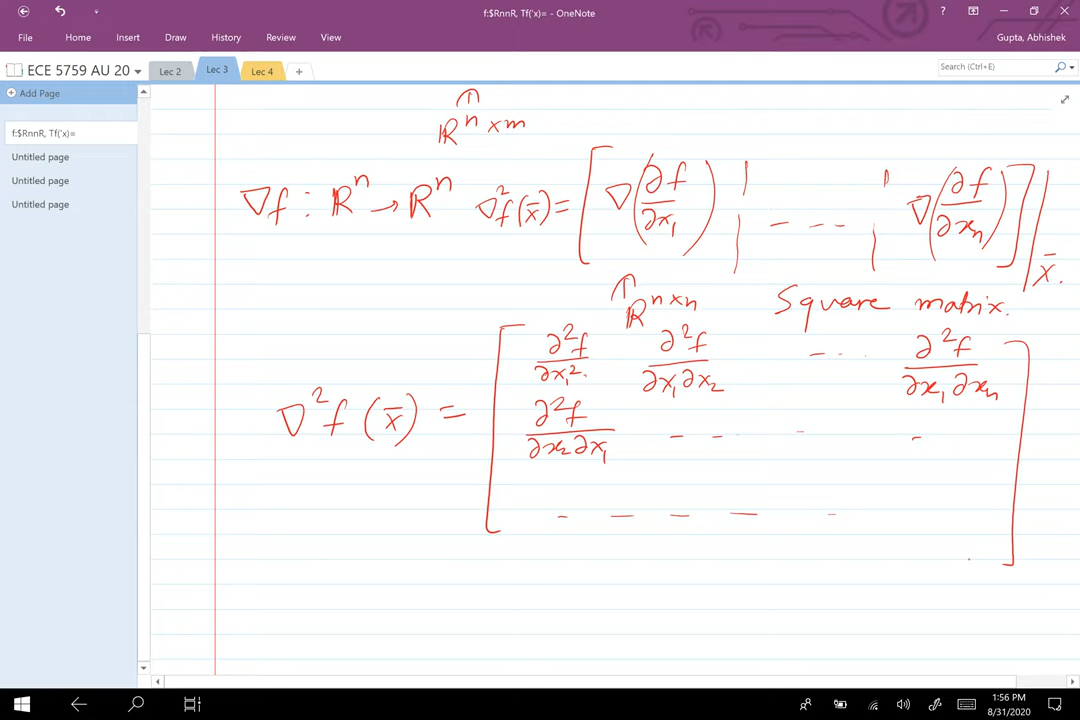 f:$RnnR, Tf('x)= - OneNote
?
File Home Insert Draw History Review View
Gupta, Abhishek
ECE 5759 AU 20
Lec 2 Lec 3 Lec 4 +
Search (Ctrl+E)
Add Page
f:$RnnR, Tf('x)=
Untitled page
Untitled page
Untitled page
↑
ℝ^{n×m}
∇f : ℝ^n → ℝ^n ∇²f(x̄) = [ ∇(∂f/∂x₁) | - - - - | ∇(∂f/∂xₙ) ] |_x̄.
↑
ℝ^{n×n} Square matrix.
∇²f(x̄) = [ ∂²f/∂x₁² ∂²f/∂x₁∂x₂ - - - ∂²f/∂x₁∂xₙ
∂²f/∂x₂∂x₁ - - - - -
- - - - - ]
1:56 PM
8/31/2020